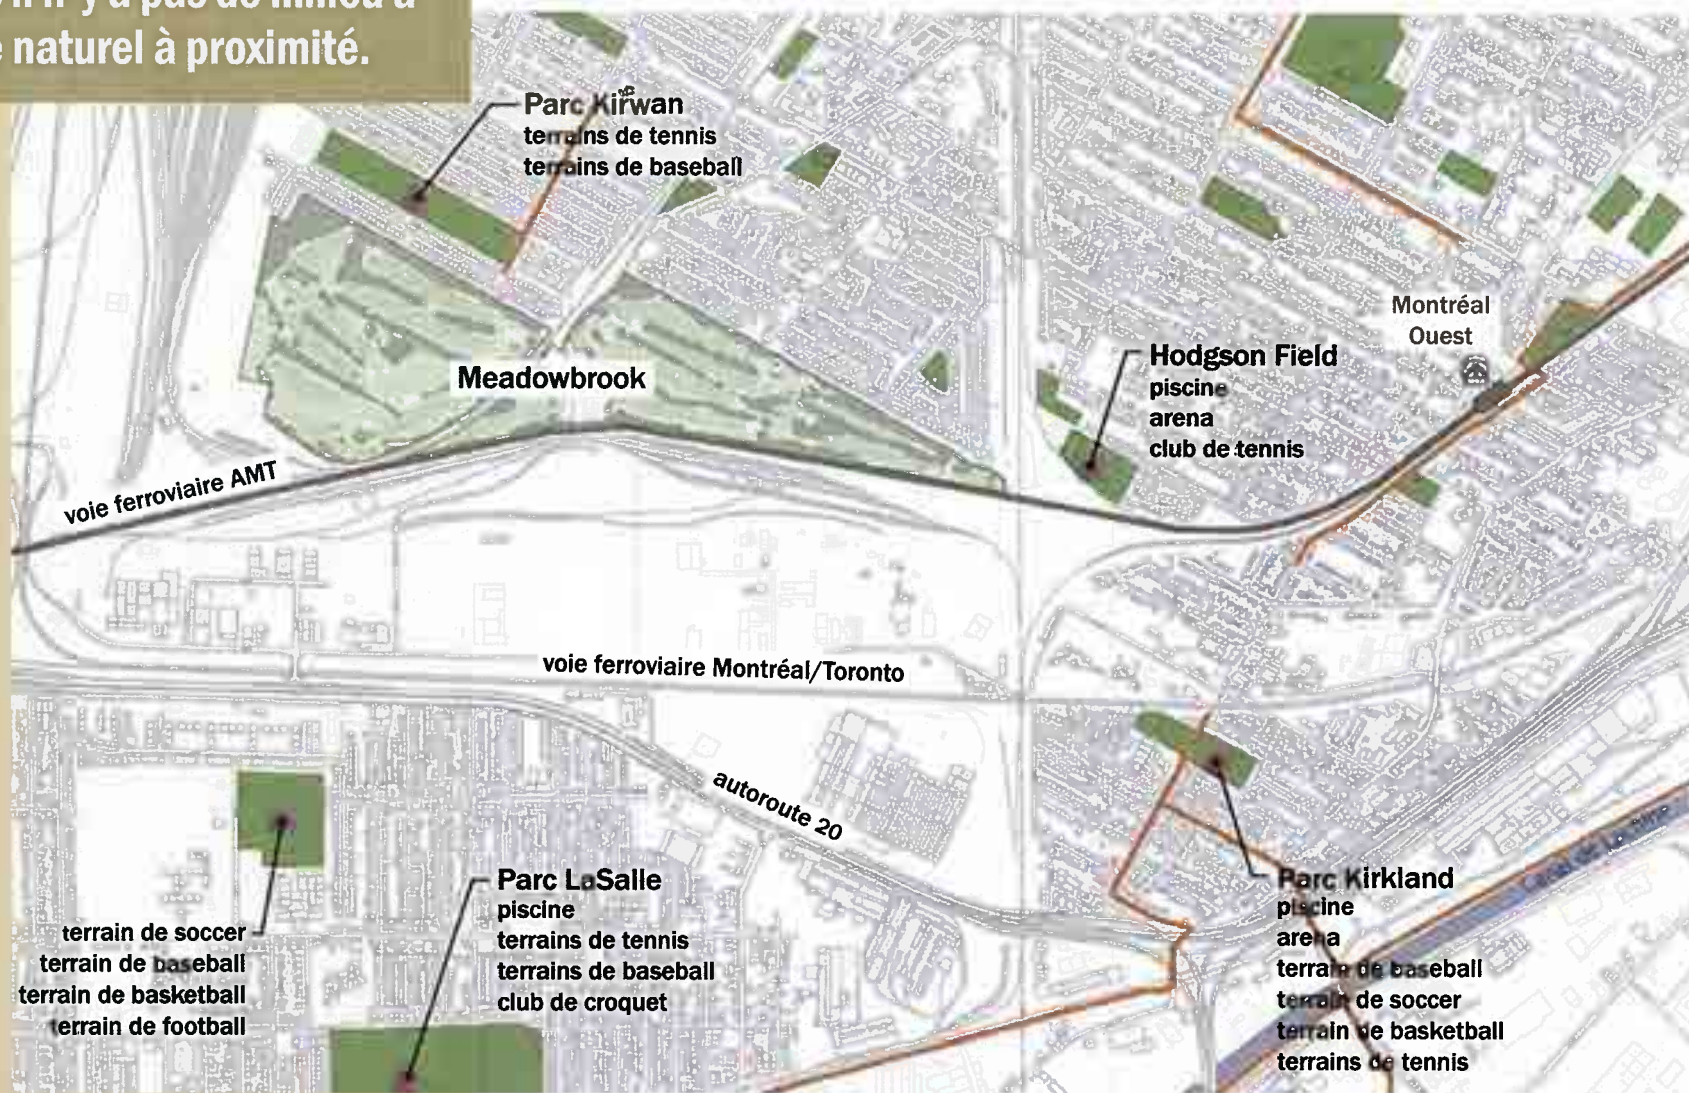 n'y a pas de milieu à
naturel à proximité.
Parc Kirwan
terrains de tennis
terrains de baseball
Montréal
Ouest
Hodgson Field
piscine
arena
club de tennis
Meadowbrook
voie ferroviaire AMT
voie ferroviaire Montréal/Toronto
autoroute 20
Canal de Lachine
Parc LaSalle
piscine
terrains de tennis
terrains de baseball
club de croquet
Parc Kirkland
piscine
arena
terrain de baseball
terrain de soccer
terrain de basketball
terrains de tennis
terrain de soccer
terrain de baseball
terrain de basketball
terrain de football